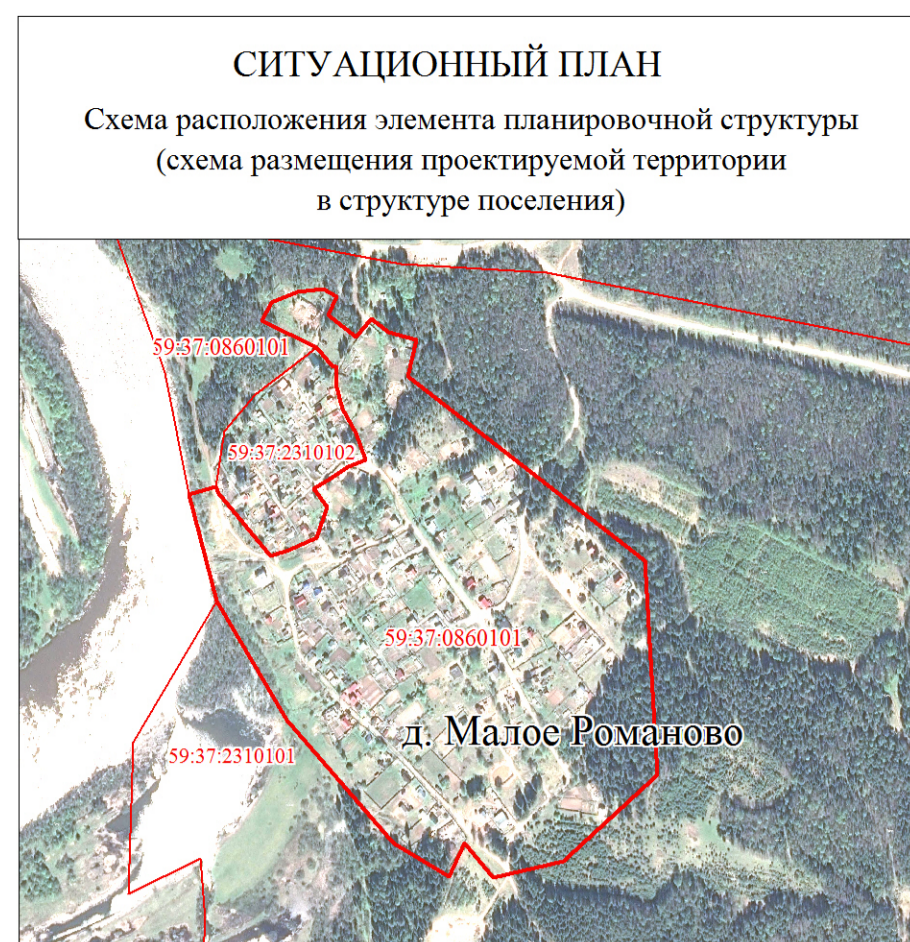 СИТУАЦИОННЫЙ ПЛАН
Схема расположения элемента планировочной структуры
(схема размещения проектируемой территории
в структуре поселения)
59:37:0860101
59:37:2310102
59:37:0860101
д. Малое Романово
59:37:2310101